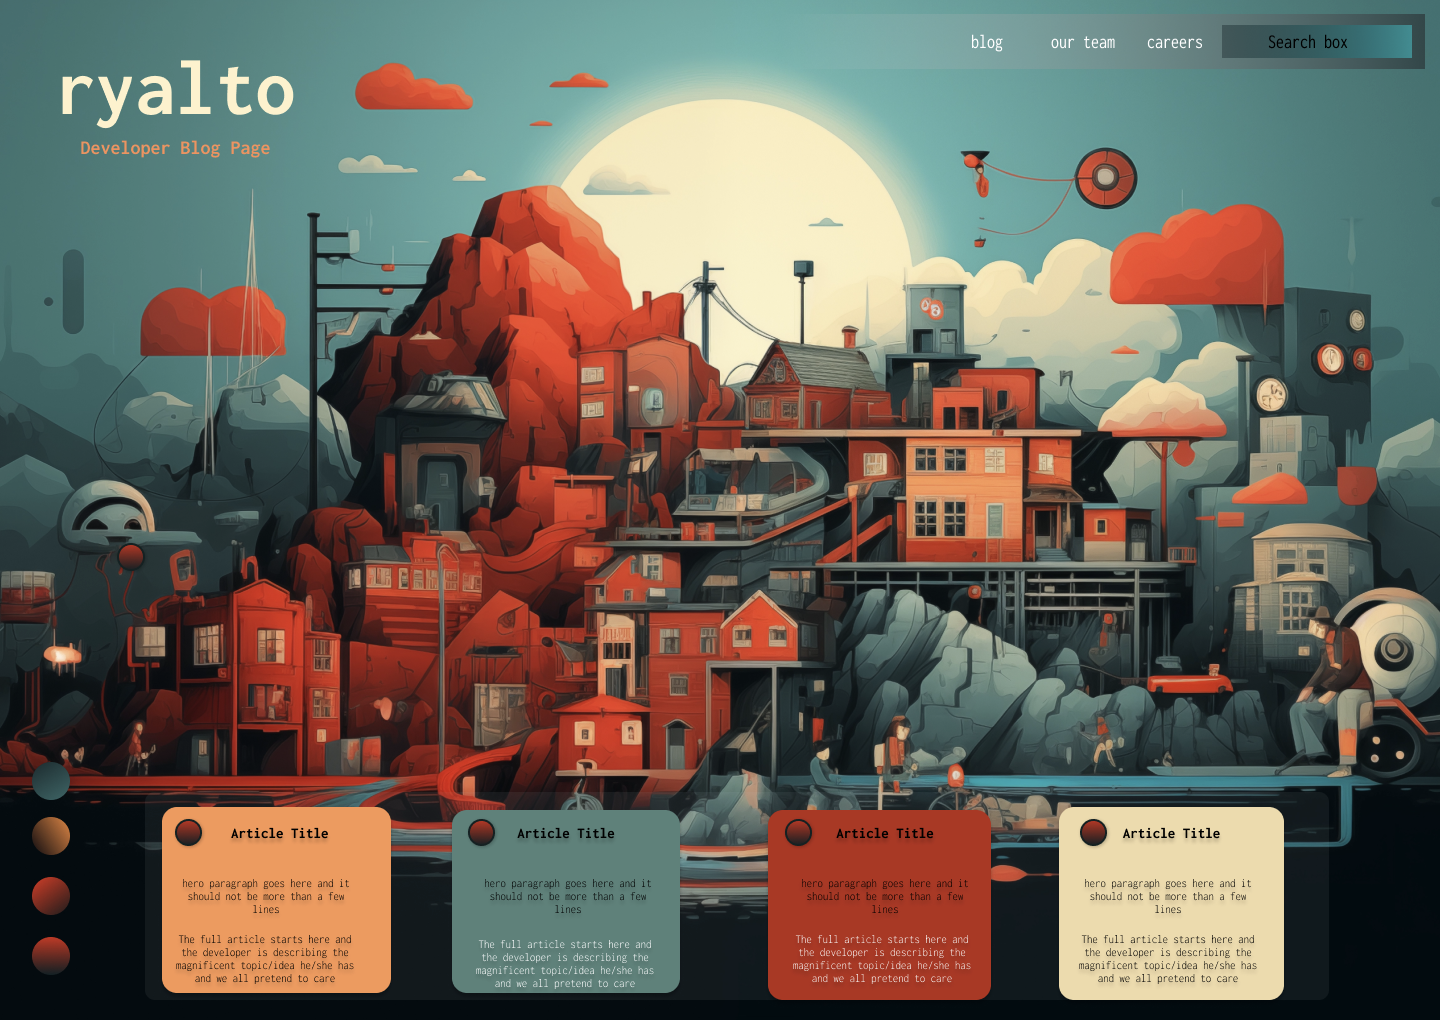 blog our team careers Search box
ryalto
Developer Blog Page
Article Title
hero paragraph goes here and it
should not be more than a few
lines
The full article starts here and
the developer is describing the
magnificent topic/idea he/she has
and we all pretend to care
Article Title
hero paragraph goes here and it
should not be more than a few
lines
The full article starts here and
the developer is describing the
magnificent topic/idea he/she has
and we all pretend to care
Article Title
hero paragraph goes here and it
should not be more than a few
lines
The full article starts here and
the developer is describing the
magnificent topic/idea he/she has
and we all pretend to care
Article Title
hero paragraph goes here and it
should not be more than a few
lines
The full article starts here and
the developer is describing the
magnificent topic/idea he/she has
and we all pretend to care